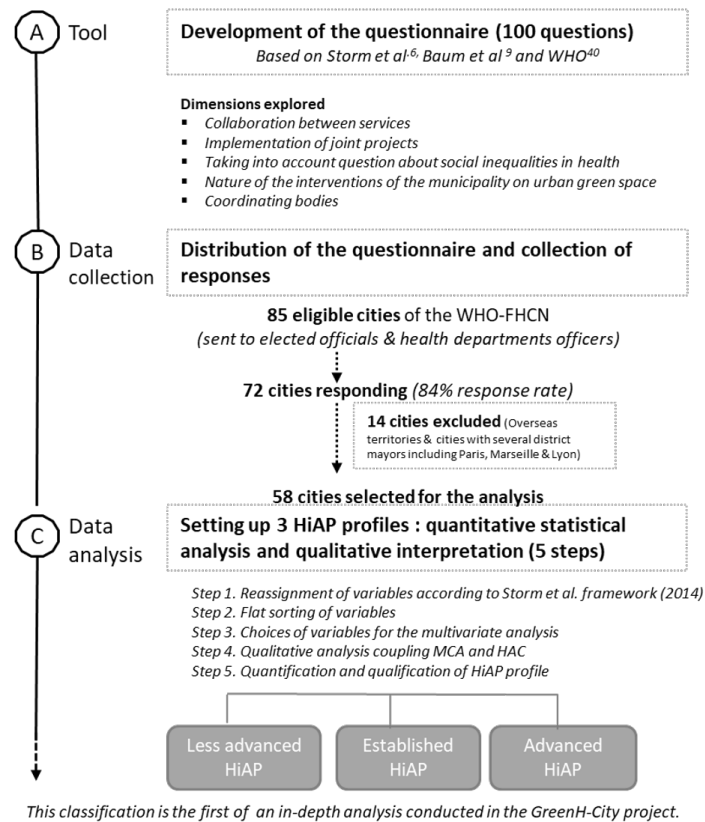 A Tool
Development of the questionnaire (100 questions)
Based on Storm et al.6, Baum et al 9 and WHO40
Dimensions explored
▪ Collaboration between services
▪ Implementation of joint projects
▪ Taking into account question about social inequalities in health
▪ Nature of the interventions of the municipality on urban green space
▪ Coordinating bodies
B Data
collection
Distribution of the questionnaire and collection of
responses
85 eligible cities of the WHO-FHCN
(sent to elected officials & health departments officers)
72 cities responding (84% response rate)
14 cities excluded (Overseas
territories & cities with several district
mayors including Paris, Marseille & Lyon)
58 cities selected for the analysis
C Data
analysis
Setting up 3 HiAP profiles : quantitative statistical
analysis and qualitative interpretation (5 steps)
Step 1. Reassignment of variables according to Storm et al. framework (2014)
Step 2. Flat sorting of variables
Step 3. Choices of variables for the multivariate analysis
Step 4. Qualitative analysis coupling MCA and HAC
Step 5. Quantification and qualification of HiAP profile
Less advanced
HiAP
Established
HiAP
Advanced
HiAP
This classification is the first of an in-depth analysis conducted in the GreenH-City project.